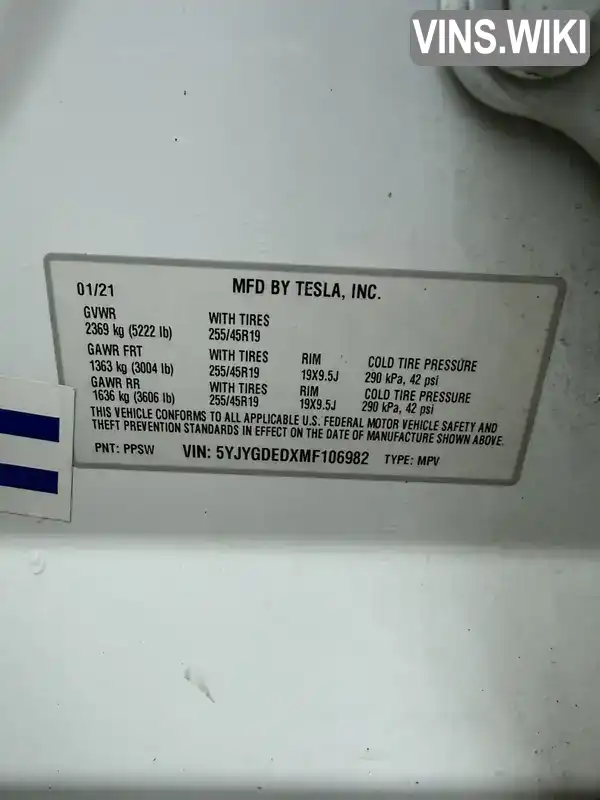 VINS.WIKI
01/21 MFD BY TESLA, INC.
GVWR
2369 kg (5222 lb) WITH TIRES 255/45R19
GAWR FRT WITH TIRES RIM COLD TIRE PRESSURE
1363 kg (3004 lb) 255/45R19 19X9.5J 290 kPa, 42 psi
GAWR RR WITH TIRES RIM COLD TIRE PRESSURE
1636 kg (3606 lb) 255/45R19 19X9.5J 290 kPa, 42 psi
THIS VEHICLE CONFORMS TO ALL APPLICABLE U.S. FEDERAL MOTOR VEHICLE SAFETY AND
THEFT PREVENTION STANDARDS IN EFFECT ON THE DATE OF MANUFACTURE SHOWN ABOVE.
PNT: PPSW VIN: 5YJYGDEDXMF106982 TYPE: MPV